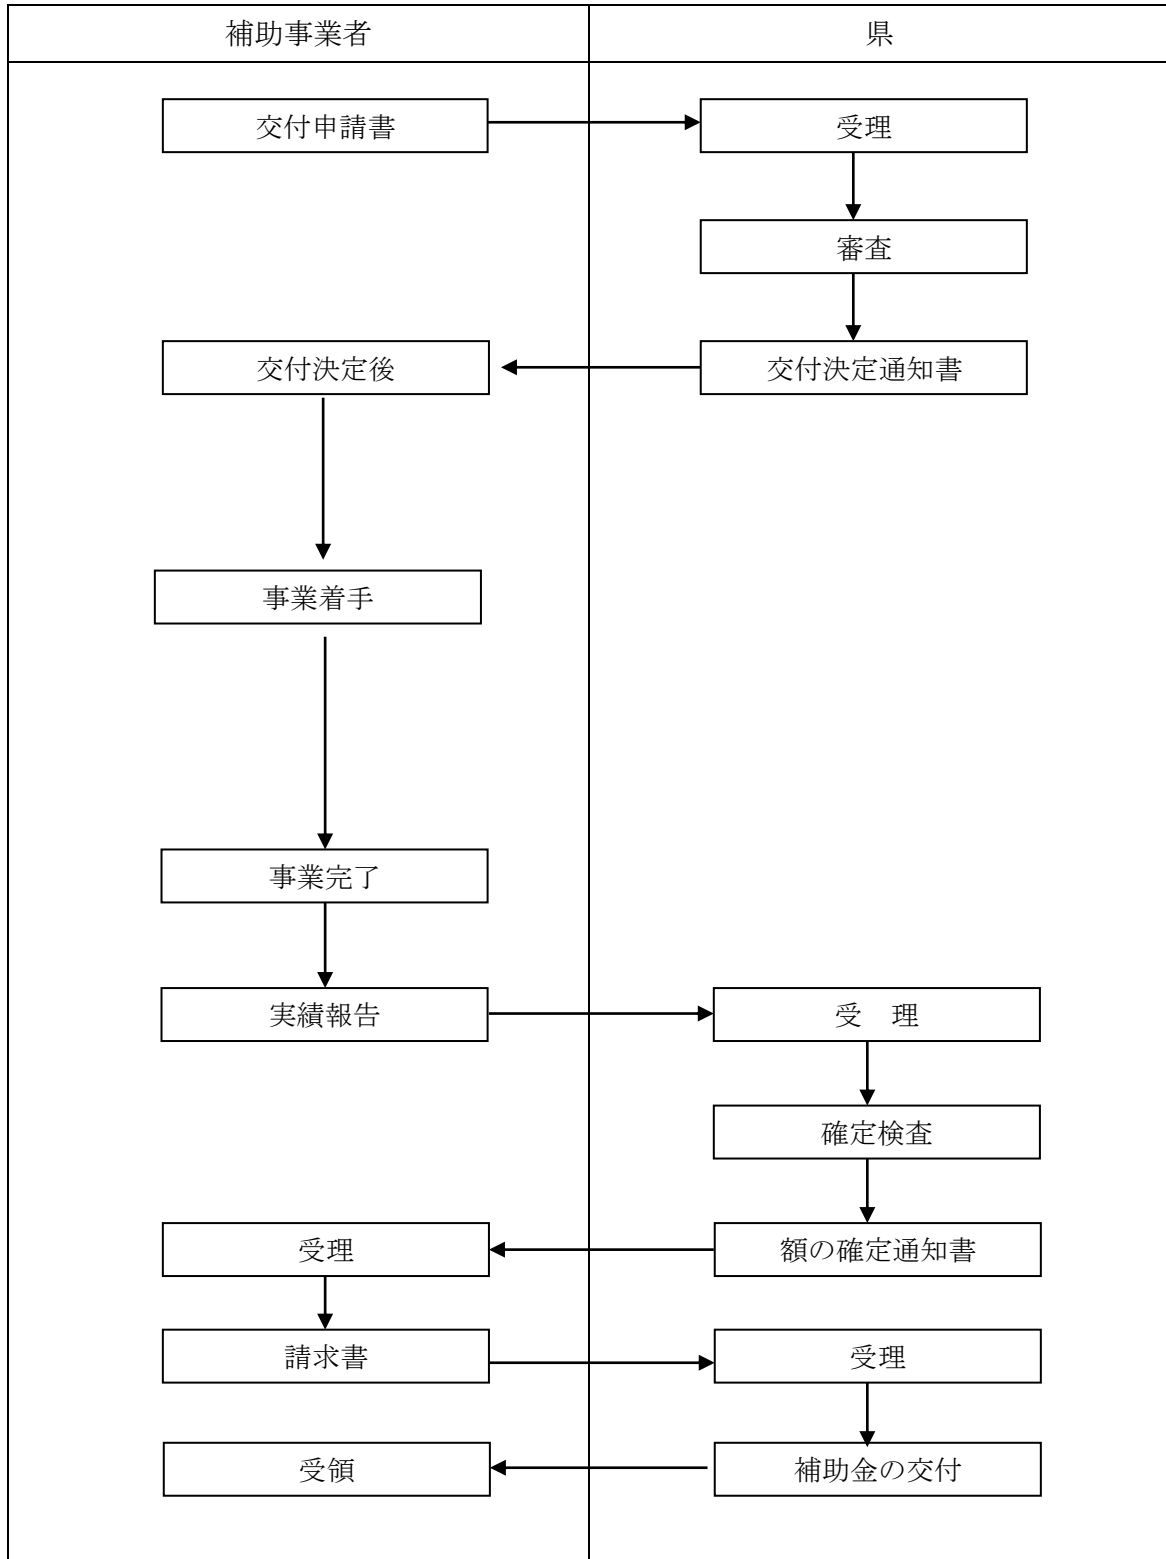 補助事業者
県
交付申請書
受理
審査
交付決定後
交付決定通知書
事業着手
事業完了
実績報告
受　理
確定検査
受理
額の確定通知書
請求書
受理
受領
補助金の交付